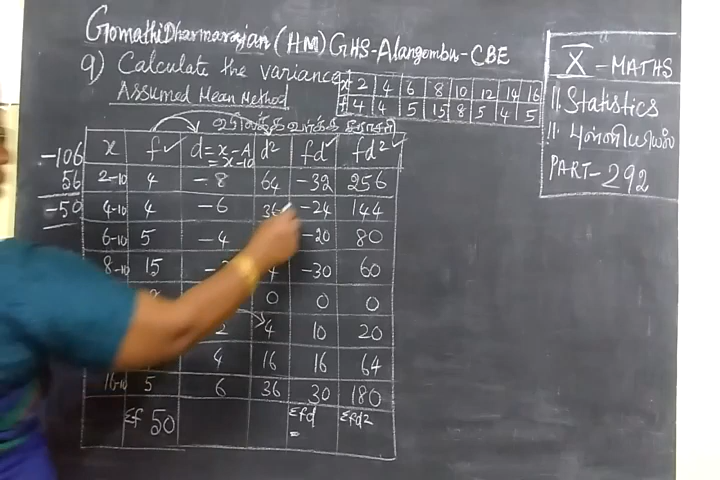 Gomathi Dharmarajan (HM) GHS-Alangombu-CBE
9) Calculate the variance
Assumed Mean Method
x 2 4 6 8 10 12 14 16
f 4 4 5 15 8 5 4 5
X - MATHS
11. Statistics
11. புள்ளியியல்
PART-292
-106
56
-50
x f ✓ d=x-A d² fd ✓ fd² ✓
=x-10
2-10 4 -8 64 -32 256
4-10 4 -6 36 -24 144
6-10 5 -4 -20 80
8-10 15 4 -30 60
0 0 0
2 4 10 20
4 16 16 64
16-10 5 6 36 30 180
Σf 50 Σfd Σfd2
=